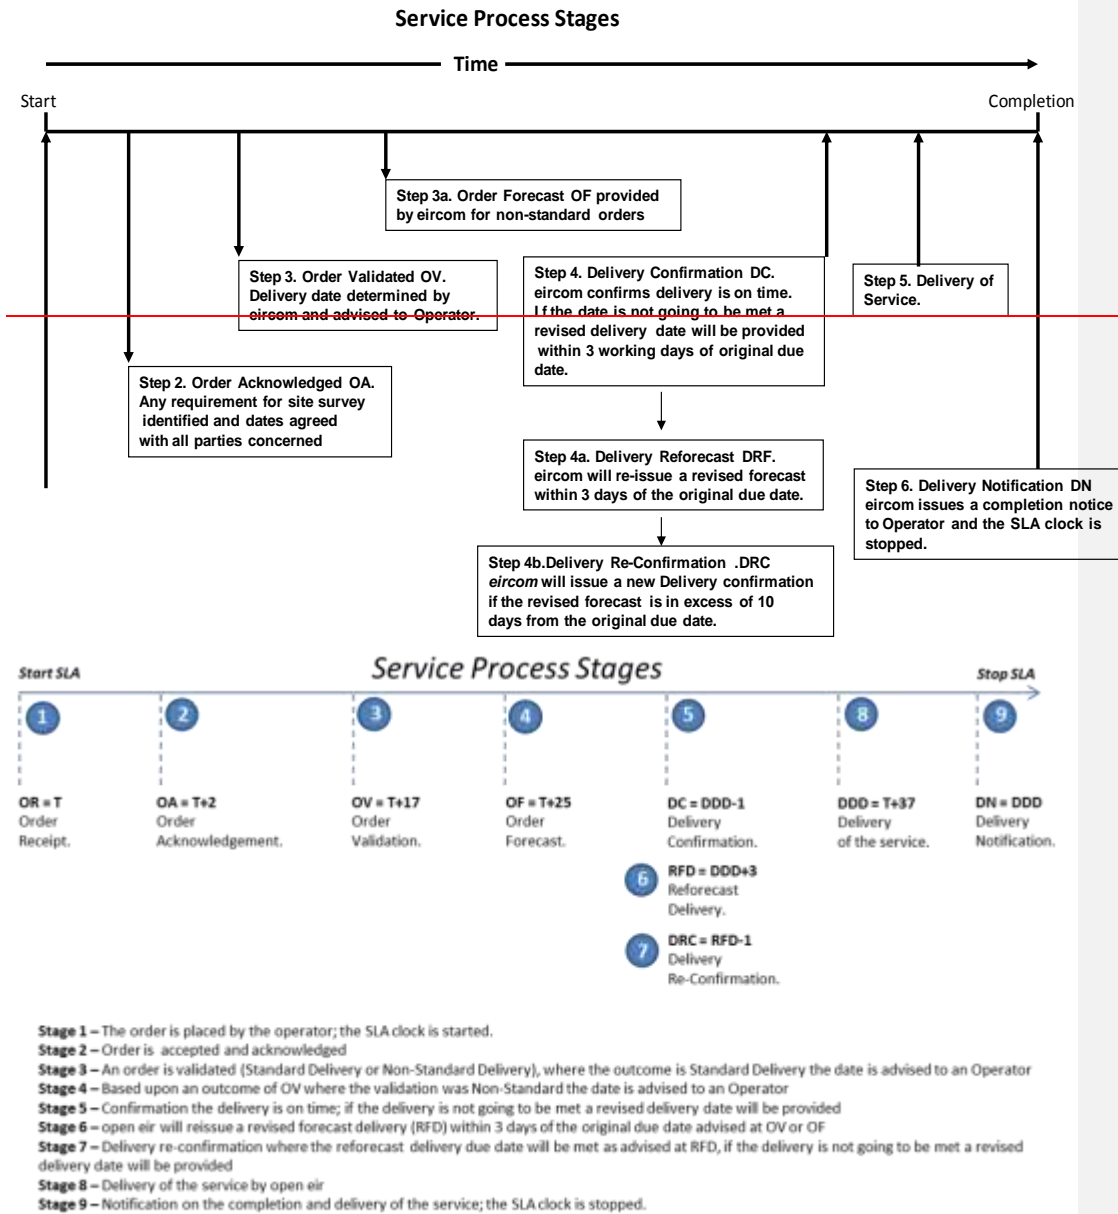 Service Process Stages
Time
Start
Completion
Step 3a. Order Forecast OF provided
by eircom for non-standard orders
Step 3. Order Validated OV.
Delivery date determined by
eircom and advised to Operator.
Step 4. Delivery Confirmation DC.
eircom confirms delivery is on time.
If the date is not going to be met a
revised delivery date will be provided
within 3 working days of original due
date.
Step 5. Delivery of
Service.
Step 2. Order Acknowledged OA.
Any requirement for site survey
identified and dates agreed
with all parties concerned
Step 4a. Delivery Reforecast DRF.
eircom will re-issue a revised forecast
within 3 days of the original due date.
Step 6. Delivery Notification DN
eircom issues a completion notice
to Operator and the SLA clock is
stopped.
Step 4b.Delivery Re-Confirmation .DRC
eircom will issue a new Delivery confirmation
if the revised forecast is in excess of 10
days from the original due date.
Start SLA
Service Process Stages
Stop SLA
1
2
3
4
5
8
9
OR = T
Order
Receipt.
OA = T+2
Order
Acknowledgement.
OV = T+17
Order
Validation.
OF = T+25
Order
Forecast.
DC = DDD-1
Delivery
Confirmation.
DDD = T+37
Delivery
of the service.
DN = DDD
Delivery
Notification.
6
RFD = DDD+3
Reforecast
Delivery.
7
DRC = RFD-1
Delivery
Re-Confirmation.
Stage 1 – The order is placed by the operator; the SLA clock is started.
Stage 2 – Order is accepted and acknowledged
Stage 3 – An order is validated (Standard Delivery or Non-Standard Delivery), where the outcome is Standard Delivery the date is advised to an Operator
Stage 4 – Based upon an outcome of OV where the validation was Non-Standard the date is advised to an Operator
Stage 5 – Confirmation the delivery is on time; if the delivery is not going to be met a revised delivery date will be provided
Stage 6 – open eir will reissue a revised forecast delivery (RFD) within 3 days of the original due date advised at OV or OF
Stage 7 – Delivery re-confirmation where the reforecast delivery due date will be met as advised at RFD, if the delivery is not going to be met a revised
delivery date will be provided
Stage 8 – Delivery of the service by open eir
Stage 9 – Notification on the completion and delivery of the service; the SLA clock is stopped.